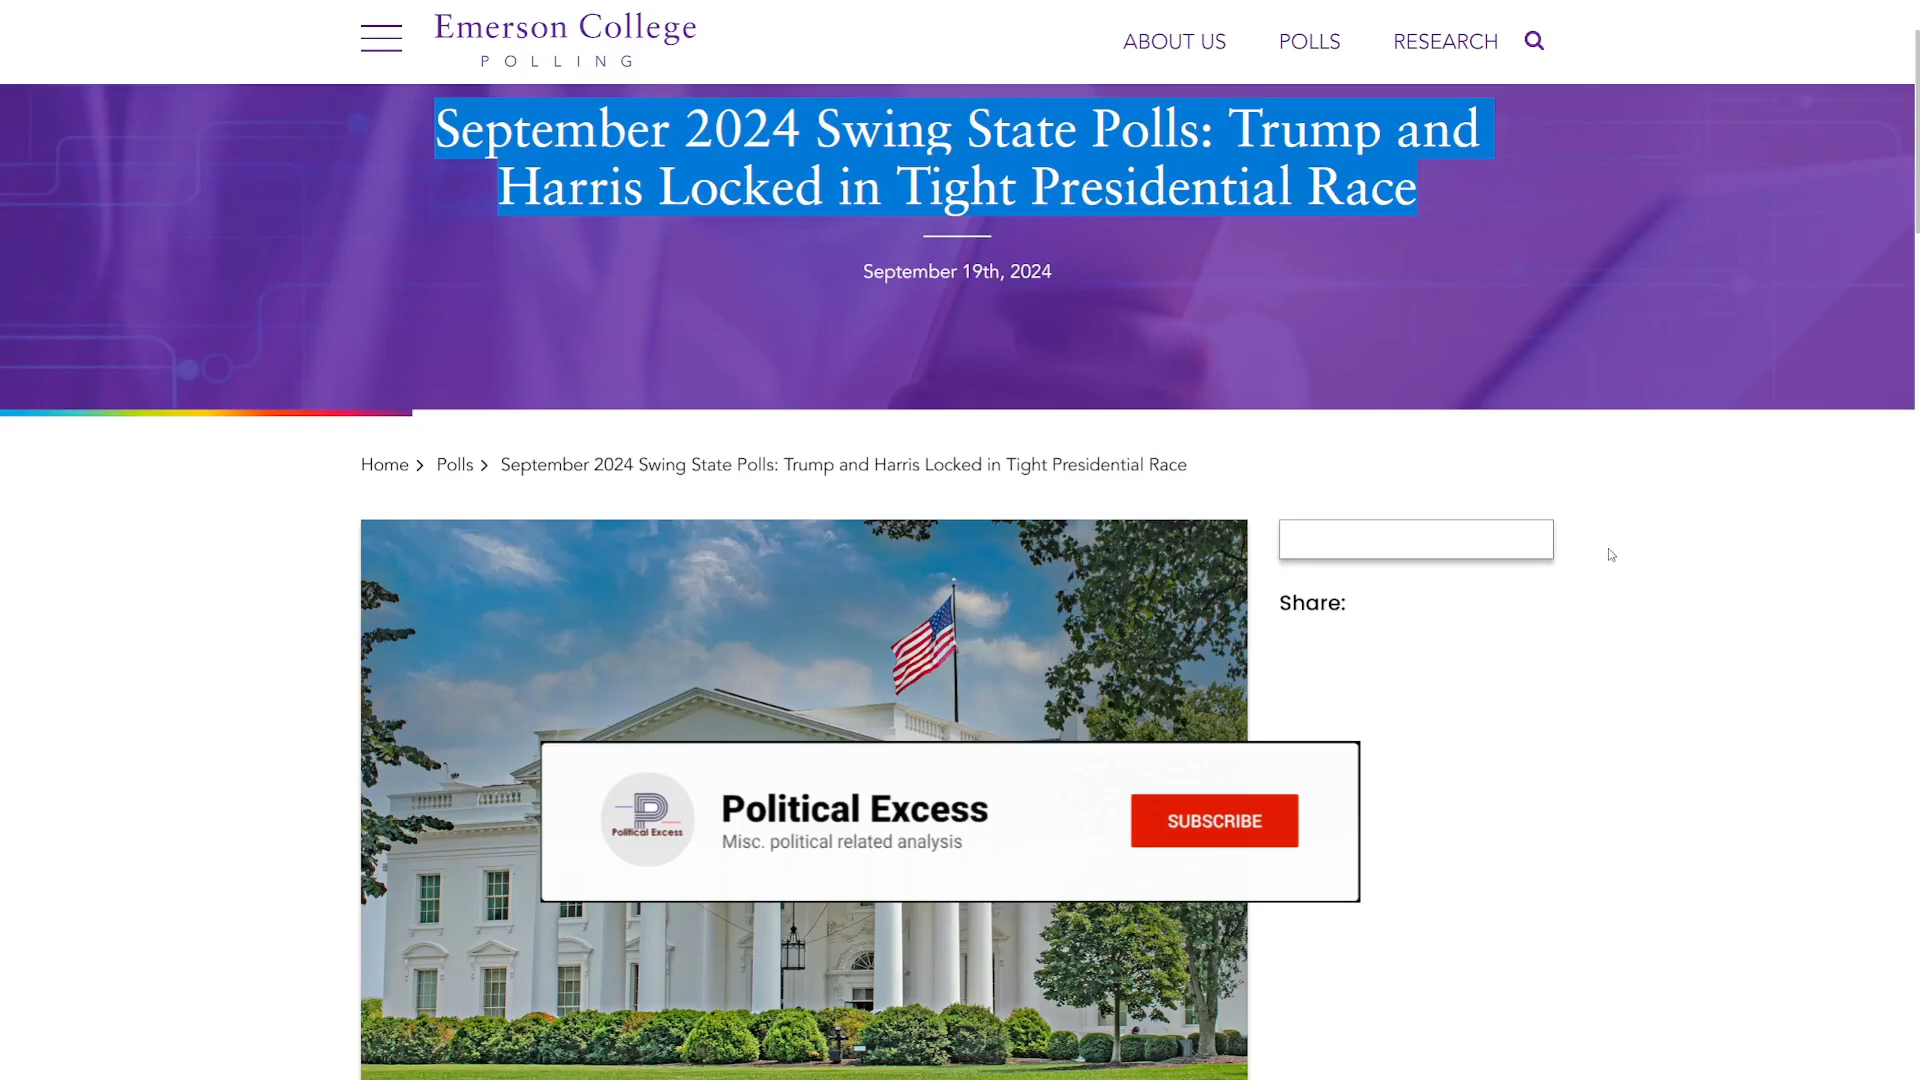 Emerson College
POLLING
ABOUT US
POLLS
RESEARCH
September 2024 Swing State Polls: Trump and
Harris Locked in Tight Presidential Race
September 19th, 2024
Home
Polls
September 2024 Swing State Polls: Trump and Harris Locked in Tight Presidential Race
Share:
P
Political Excess
Political Excess
Misc. political related analysis
SUBSCRIBE